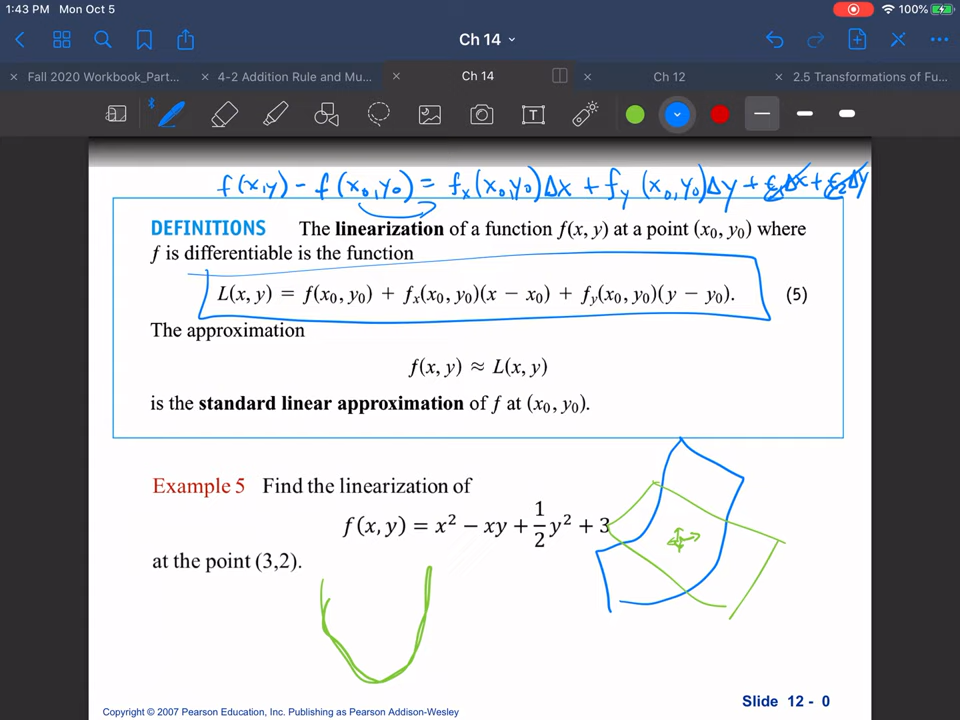 1:43 PM Mon Oct 5
100%
Ch 14
Fall 2020 Workbook_Part...
4-2 Addition Rule and Mu...
Ch 14
Ch 12
2.5 Transformations of Fu...
f(x,y) - f(x₀,y₀) = fₓ(x₀,y₀)Δx + f_y(x₀,y₀)Δy + ε₁Δx + ε₂Δy
DEFINITIONS The linearization of a function f(x, y) at a point (x₀, y₀) where
f is differentiable is the function
L(x, y) = f(x₀, y₀) + fₓ(x₀, y₀)(x − x₀) + f_y(x₀, y₀)(y − y₀). (5)
The approximation
f(x, y) ≈ L(x, y)
is the standard linear approximation of f at (x₀, y₀).
Example 5 Find the linearization of
f(x, y) = x² − xy + 1/2 y² + 3
at the point (3,2).
Slide 12 - 0
Copyright © 2007 Pearson Education, Inc. Publishing as Pearson Addison-Wesley